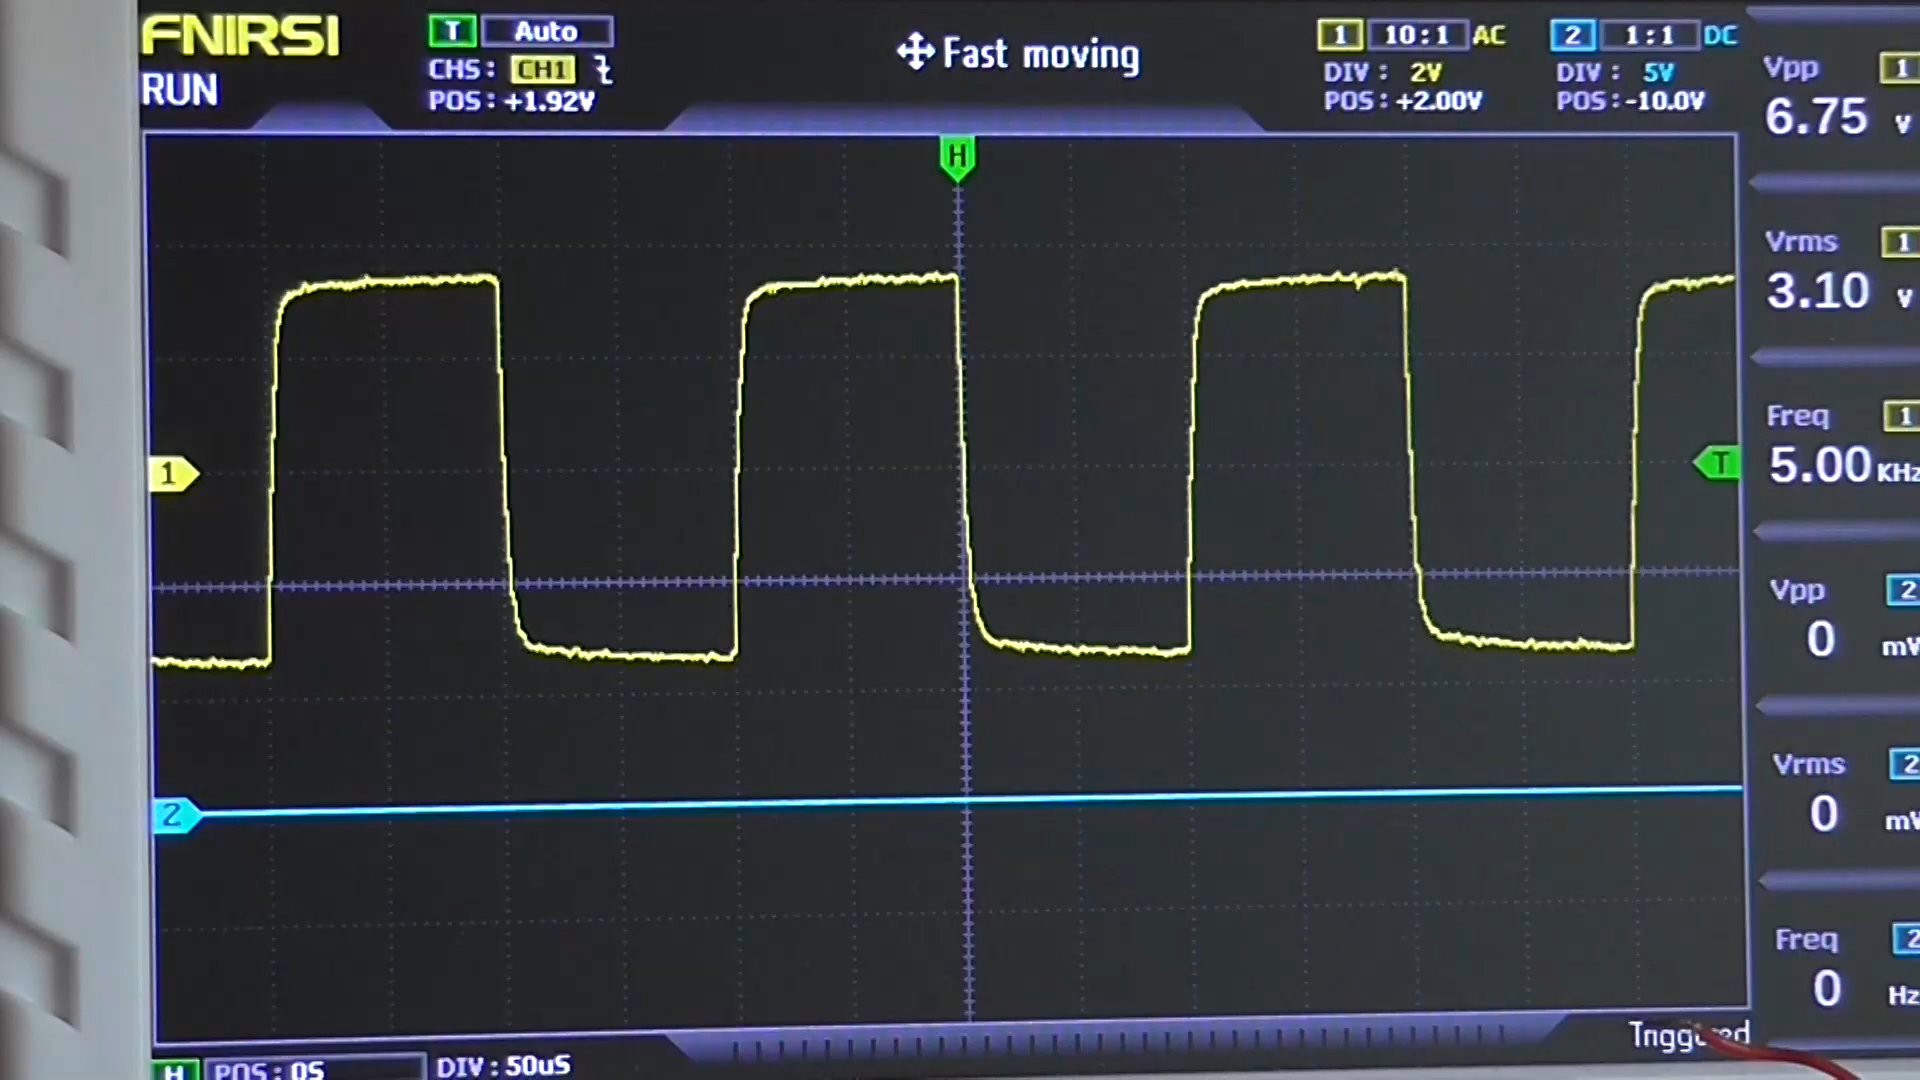 FNIRSI
RUN
T Auto
CHS: CH1
POS:+1.92V
Fast moving
1 10:1 AC
DIV: 2V
POS:+2.00V
2 1:1 DC
DIV: 5V
POS:-10.0V
H
1
T
2
Vpp 1
6.75 V
Vrms 1
3.10 V
Freq 1
5.00 KHz
Vpp 2
0 mV
Vrms 2
0 mV
Freq 2
0 Hz
H POS:0S
DIV:50uS